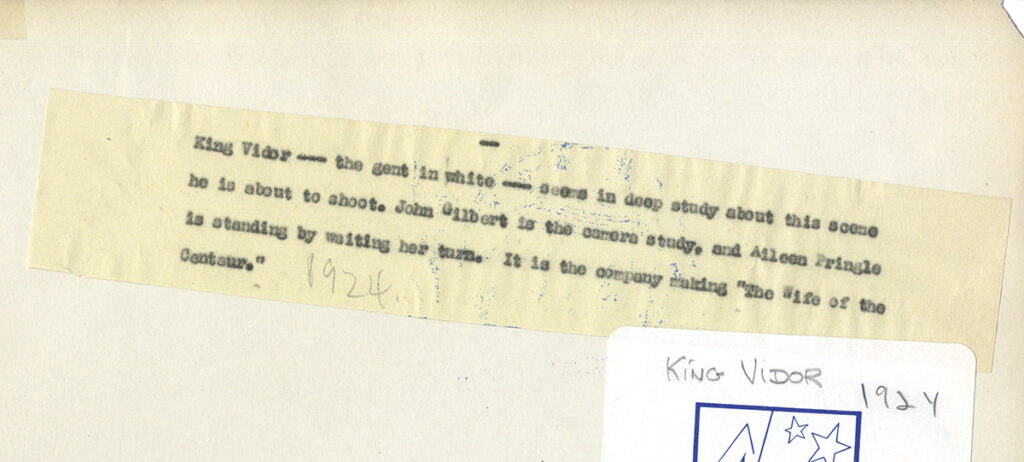 King Vidor --- the gent in white --- seems in deep study about this scene
he is about to shoot. John Gilbert is the camera study, and Aileen Pringle
is standing by waiting her turn. It is the company making "The Wife of the
Centaur."
1924.
KING VIDOR
1924